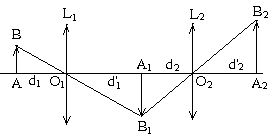 L₁ L₂ B₂
B A₁
A d₁ O₁ d'₁ d₂ O₂ d'₂ A₂
B₁